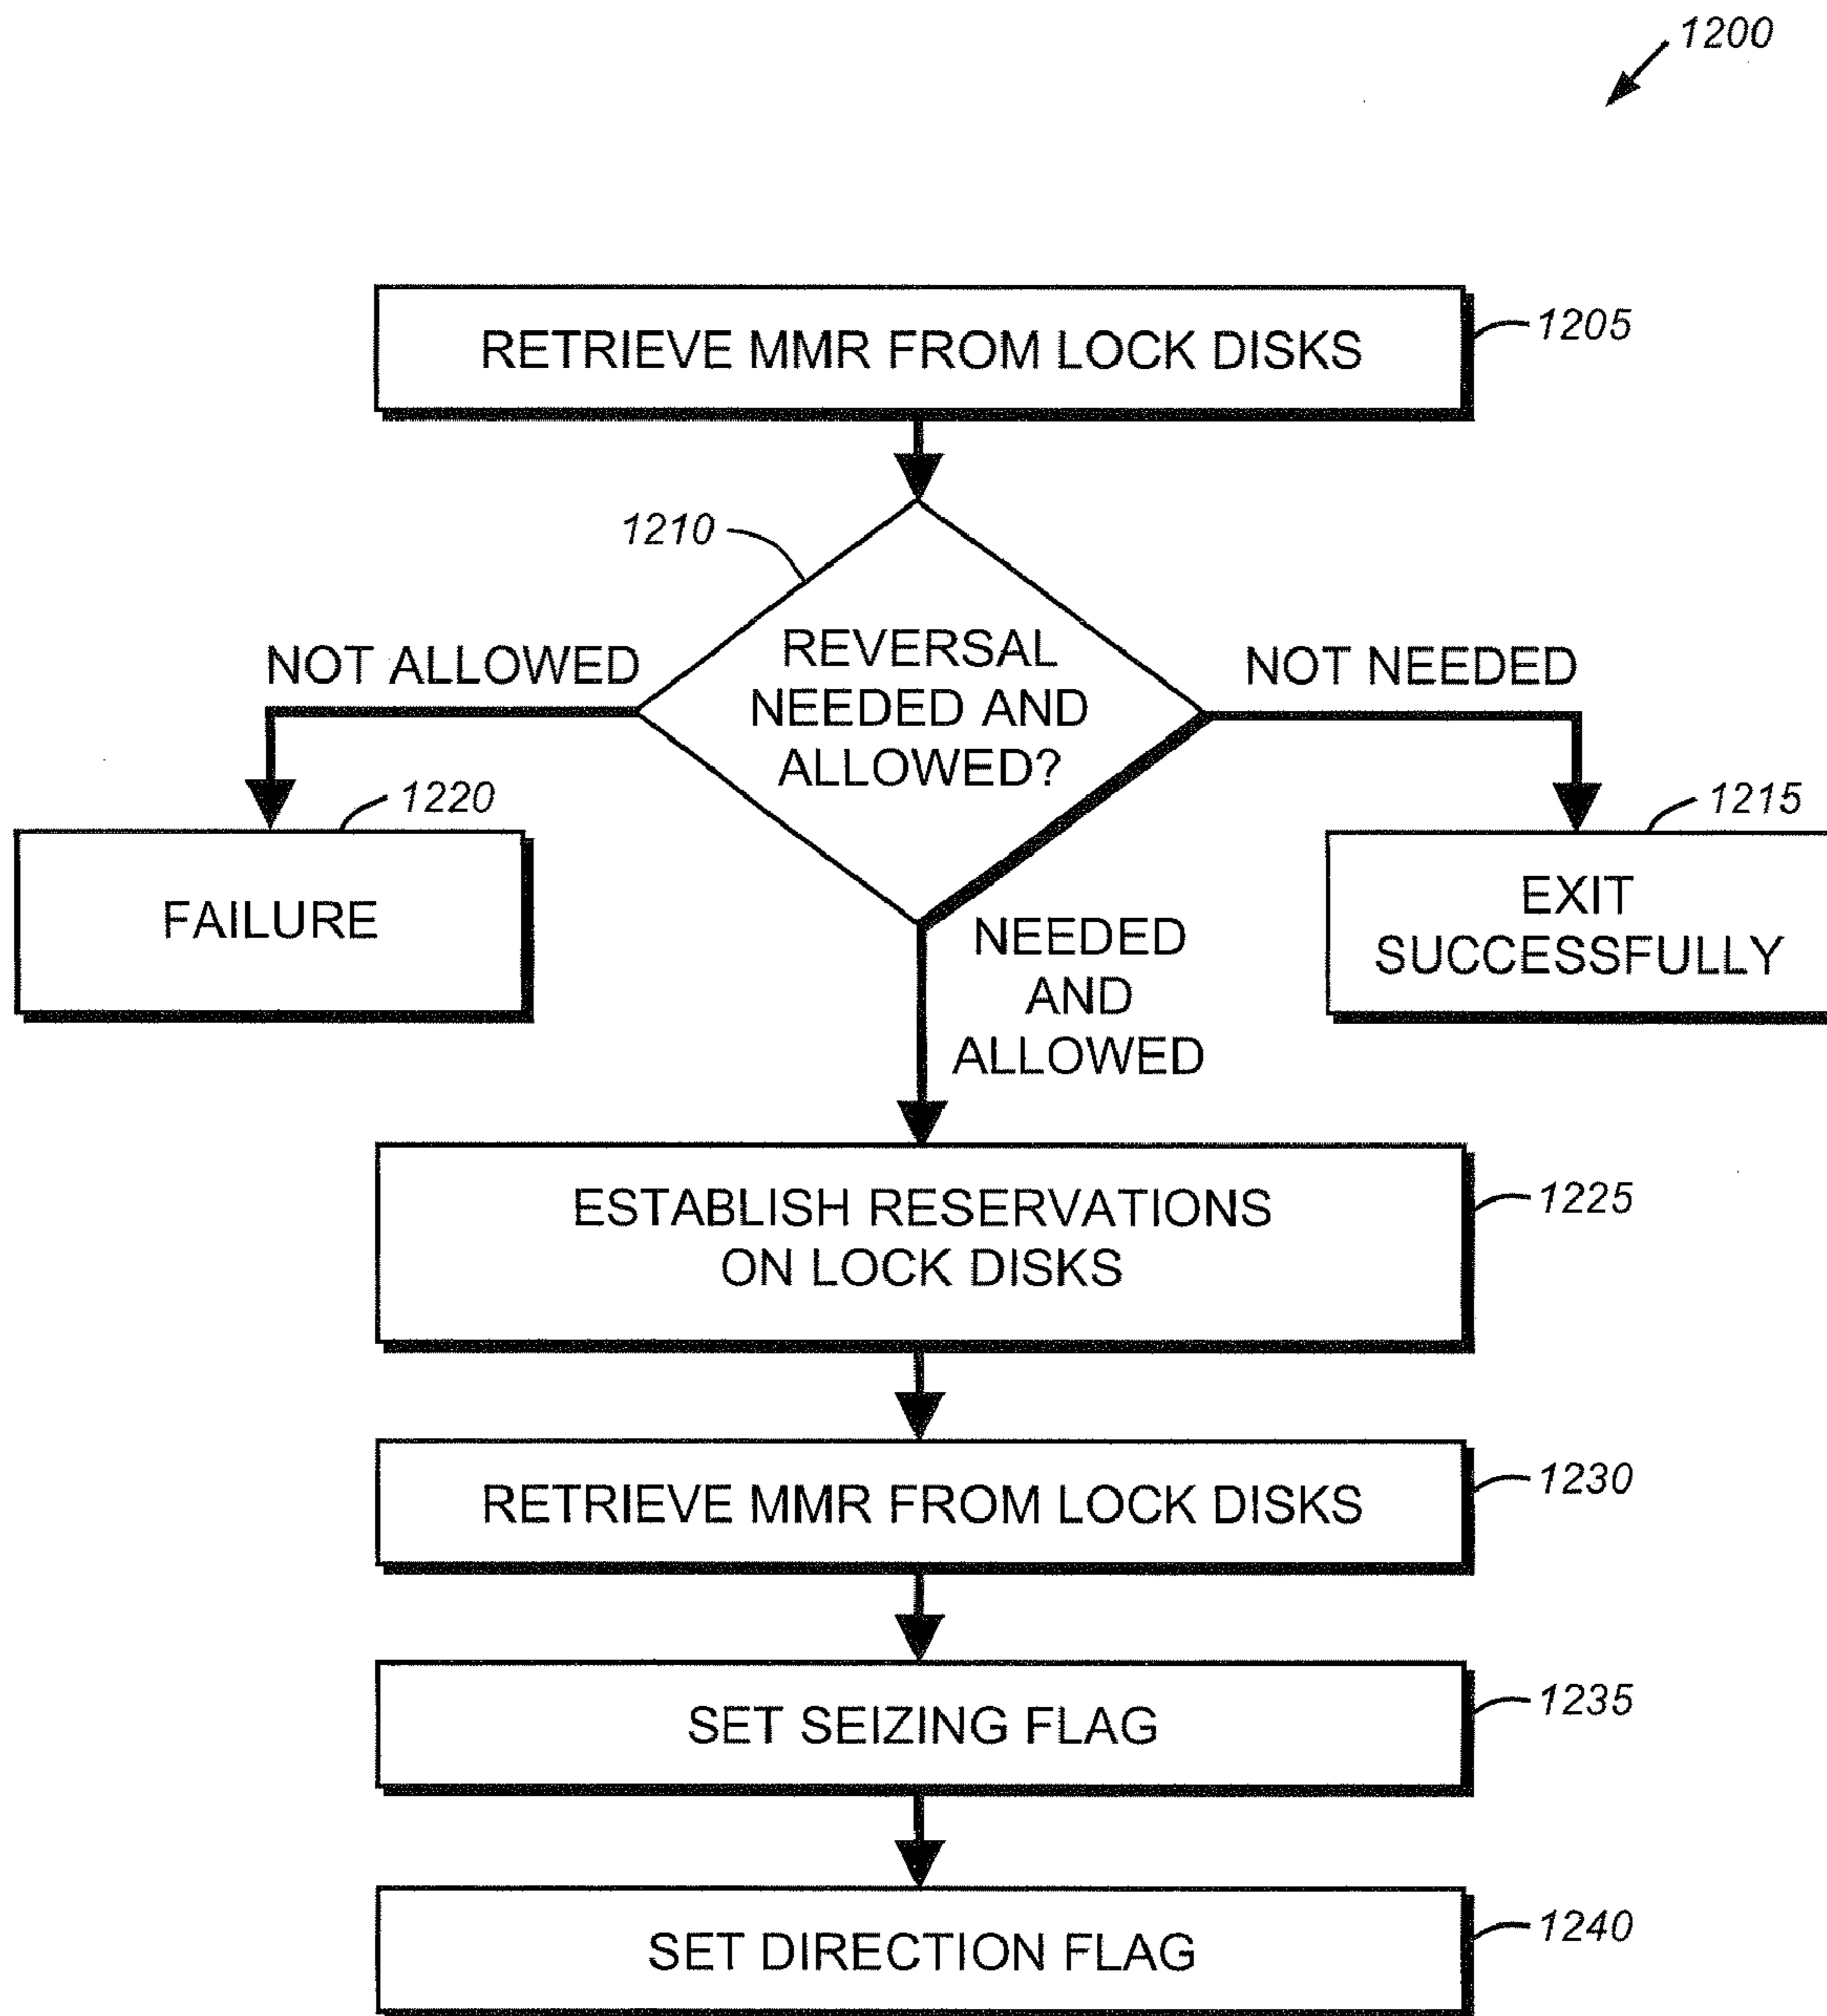 1200
RETRIEVE MMR FROM LOCK DISKS
1205
1210
REVERSAL
NEEDED AND
ALLOWED?
NOT ALLOWED
NOT NEEDED
1220
FAILURE
1215
EXIT
SUCCESSFULLY
NEEDED
AND
ALLOWED
ESTABLISH RESERVATIONS
ON LOCK DISKS
1225
RETRIEVE MMR FROM LOCK DISKS
1230
SET SEIZING FLAG
1235
SET DIRECTION FLAG
1240